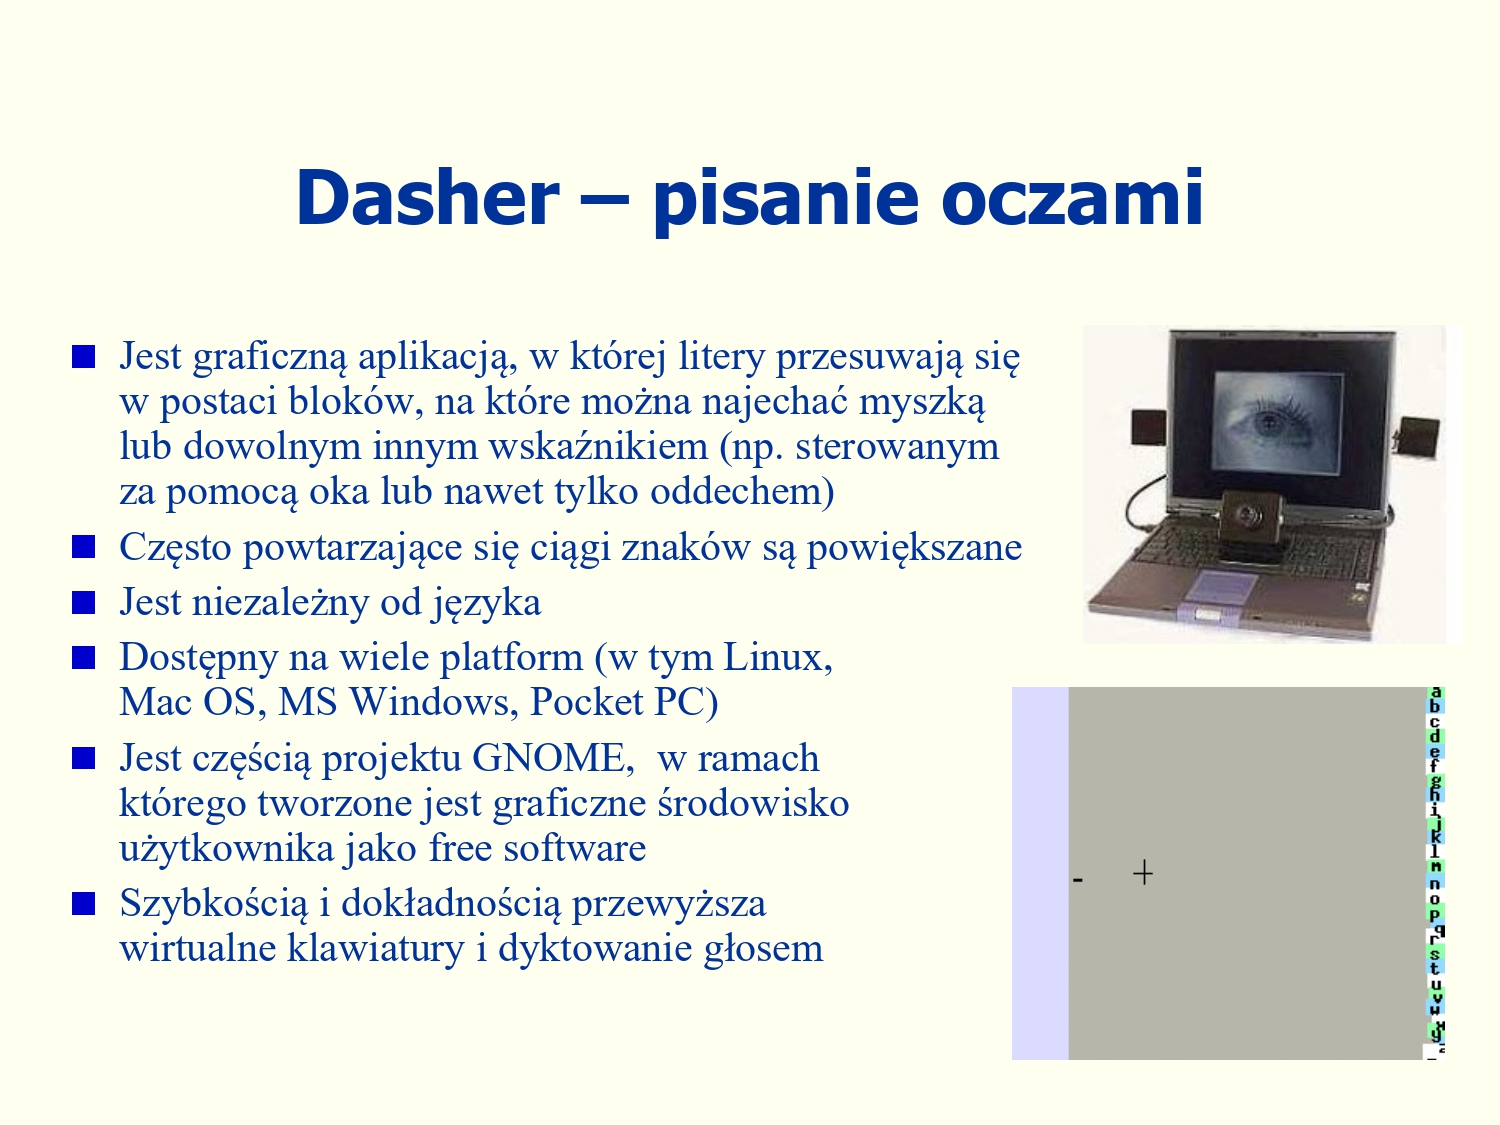 Dasher – pisanie oczami
Jest graficzną aplikacją, w której litery przesuwają się
w postaci bloków, na które można najechać myszką
lub dowolnym innym wskaźnikiem (np. sterowanym
za pomocą oka lub nawet tylko oddechem)
Często powtarzające się ciągi znaków są powiększane
Jest niezależny od języka
Dostępny na wiele platform (w tym Linux,
Mac OS, MS Windows, Pocket PC)
Jest częścią projektu GNOME,  w ramach
którego tworzone jest graficzne środowisko
użytkownika jako free software
Szybkością i dokładnością przewyższa
wirtualne klawiatury i dyktowanie głosem
a
b
c
d
e
f
g
h
i
j
k
l
m
n
o
p
q
r
s
t
u
v
w
y
_
- +